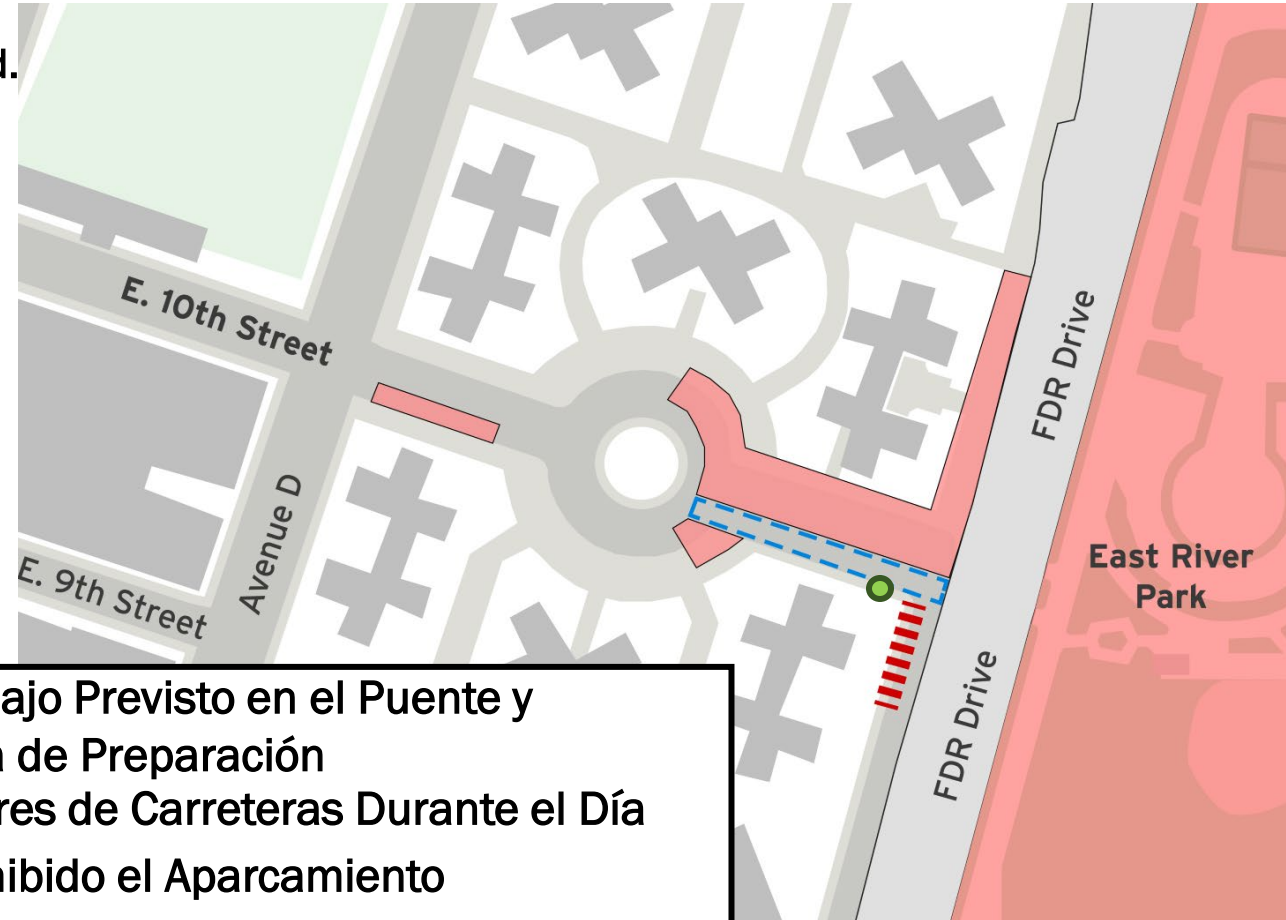 d.
E. 10th Street
FDR Drive
Avenue D
E. 9th Street
East River
Park
FDR Drive
ajo Previsto en el Puente y
de Preparación
res de Carreteras Durante el Día
ibido el Aparcamiento